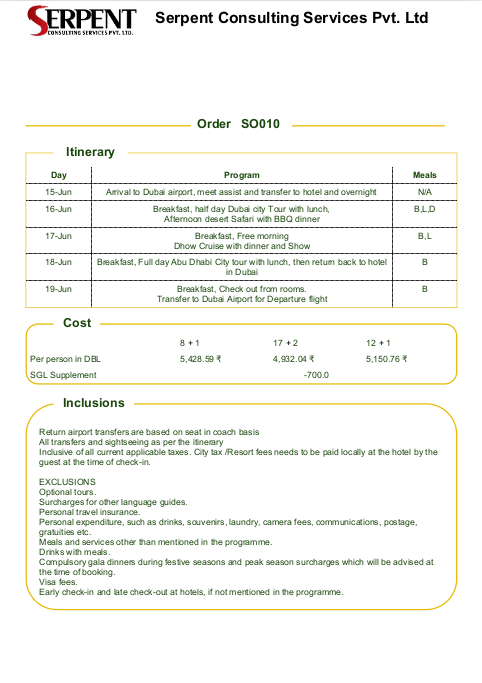 SERPENT
CONSULTING SERVICES PVT. LTD.
Serpent Consulting Services Pvt. Ltd
Order SO010
Itinerary
Day Program Meals
15-Jun Arrival to Dubai airport, meet assist and transfer to hotel and overnight N/A
16-Jun Breakfast, half day Dubai city Tour with lunch, B,L,D
Afternoon desert Safari with BBQ dinner
17-Jun Breakfast, Free morning B,L
Dhow Cruise with dinner and Show
18-Jun Breakfast, Full day Abu Dhabi City tour with lunch, then return back to hotel B
in Dubai
19-Jun Breakfast, Check out from rooms. B
Transfer to Dubai Airport for Departure flight
Cost
8 + 1 17 + 2 12 + 1
Per person in DBL 5,428.59 ₹ 4,932.04 ₹ 5,150.76 ₹
SGL Supplement -700.0
Inclusions
Return airport transfers are based on seat in coach basis
All transfers and sightseeing as per the itinerary
Inclusive of all current applicable taxes. City tax /Resort fees needs to be paid locally at the hotel by the
guest at the time of check-in.
EXCLUSIONS
Optional tours.
Surcharges for other language guides.
Personal travel insurance.
Personal expenditure, such as drinks, souvenirs, laundry, camera fees, communications, postage,
gratuities etc.
Meals and services other than mentioned in the programme.
Drinks with meals.
Compulsory gala dinners during festive seasons and peak season surcharges which will be advised at
the time of booking.
Visa fees.
Early check-in and late check-out at hotels, if not mentioned in the programme.